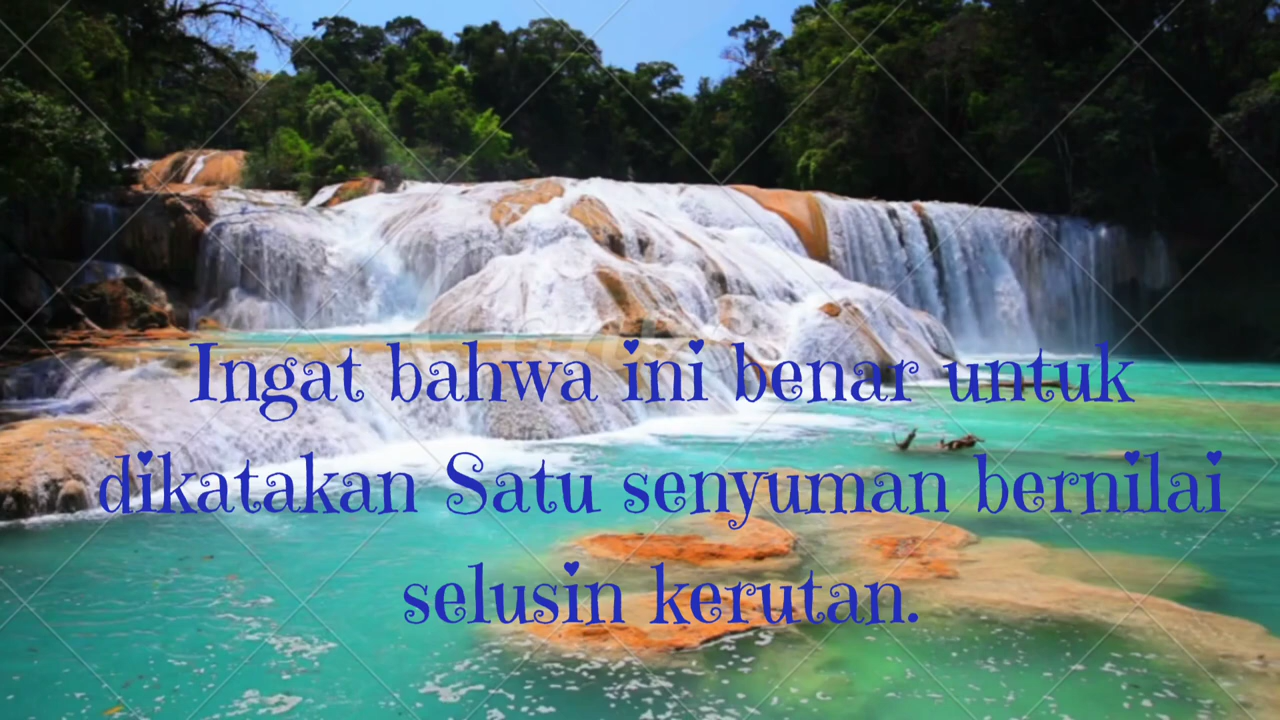 Ingat bahwa ini benar untuk
dikatakan Satu senyuman bernilai
selusin kerutan.